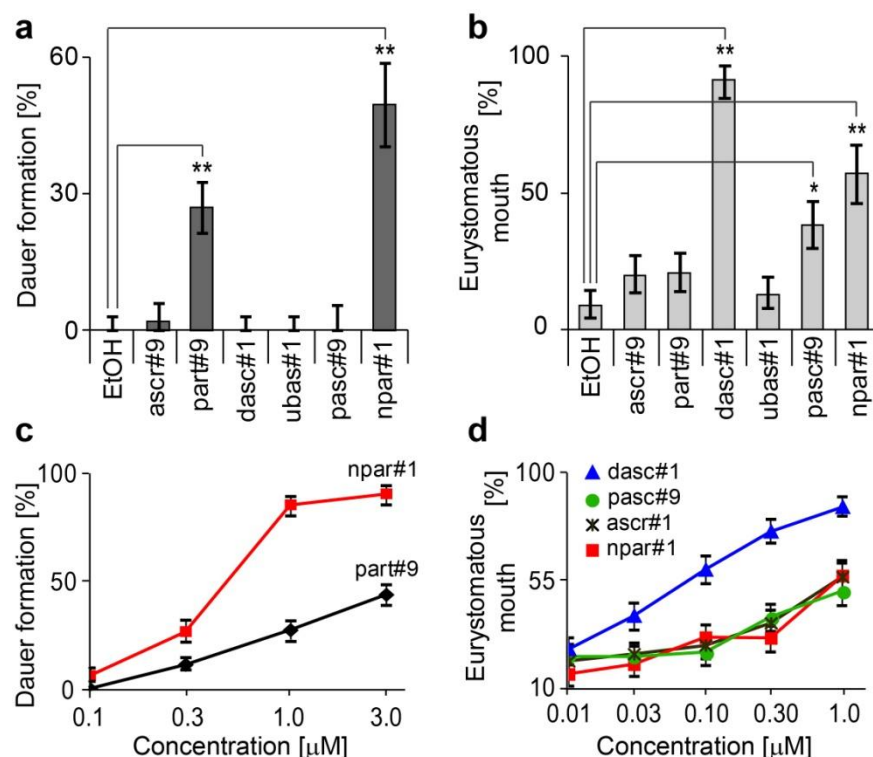 a
Dauer formation [%]
60
30
0
**
**
EtOH
ascr#9
part#9
dasc#1
ubas#1
pasc#9
npar#1
b
Eurystomatous [%]
mouth
100
50
0
**
*
**
EtOH
ascr#9
part#9
dasc#1
ubas#1
pasc#9
npar#1
c
Dauer formation [%]
100
50
0
npar#1
part#9
0.1
0.3
1.0
3.0
Concentration [µM]
d
Eurystomatous [%]
mouth
100
55
10
dasc#1
pasc#9
ascr#1
npar#1
0.01
0.03
0.10
0.30
1.0
Concentration [µM]